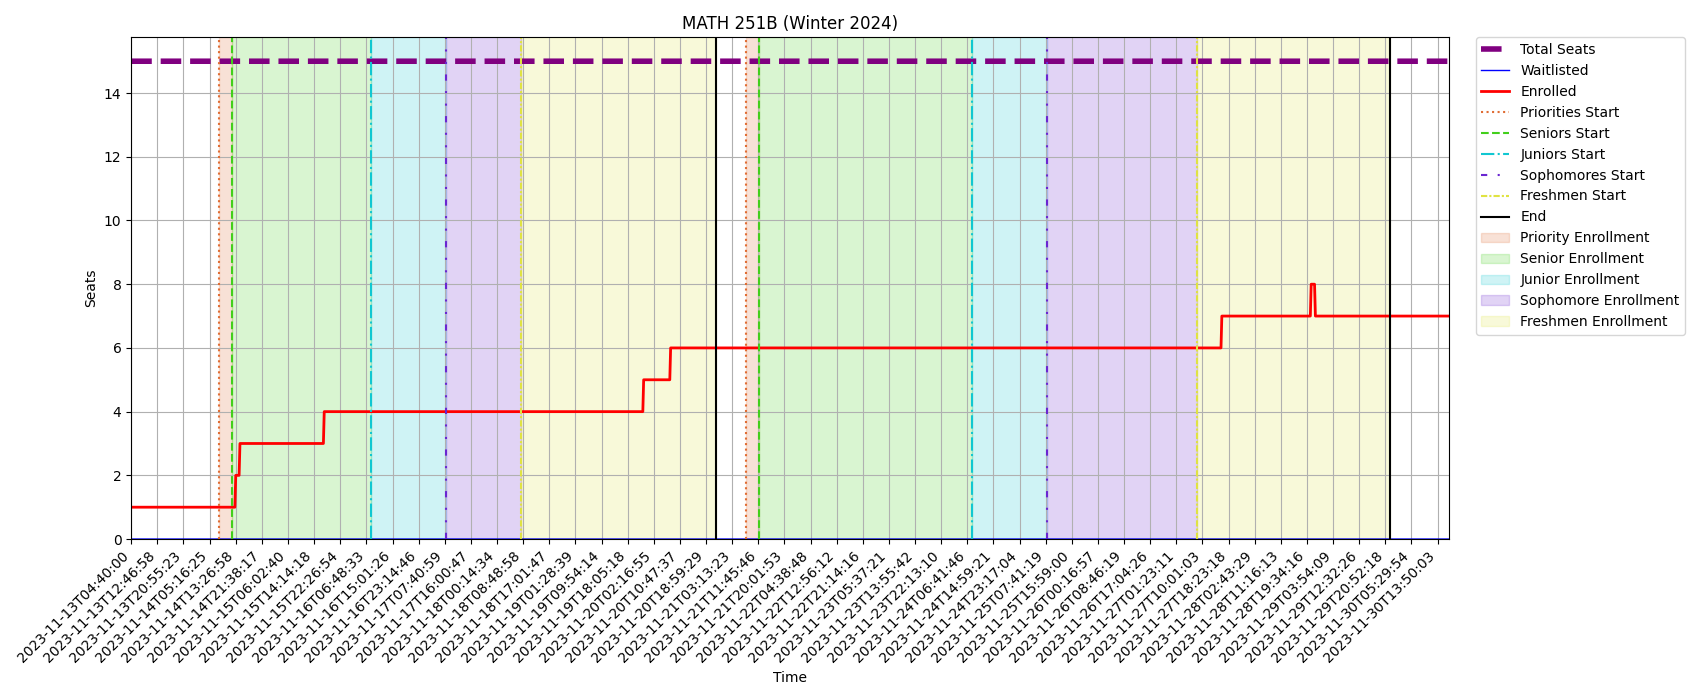 MATH 251B (Winter 2024)
Seats
14
12
10
8
6
4
2
0
2023-11-13T04:40:00
2023-11-13T12:46:58
2023-11-13T20:55:23
2023-11-14T05:16:25
2023-11-14T13:26:58
2023-11-14T21:38:17
2023-11-15T06:02:40
2023-11-15T14:14:18
2023-11-15T22:26:54
2023-11-16T06:48:33
2023-11-16T15:01:26
2023-11-16T23:14:46
2023-11-17T07:40:59
2023-11-17T16:00:47
2023-11-18T00:14:34
2023-11-18T08:48:58
2023-11-18T17:01:47
2023-11-19T01:28:39
2023-11-19T09:54:14
2023-11-19T18:05:18
2023-11-20T02:16:55
2023-11-20T10:47:37
2023-11-20T18:59:29
2023-11-21T03:13:23
2023-11-21T11:45:46
2023-11-21T20:01:53
2023-11-22T04:38:48
2023-11-22T12:56:12
2023-11-22T21:14:16
2023-11-23T05:37:21
2023-11-23T13:55:42
2023-11-23T22:13:10
2023-11-24T06:41:46
2023-11-24T14:59:21
2023-11-24T23:17:04
2023-11-25T07:41:19
2023-11-25T15:59:00
2023-11-26T00:16:57
2023-11-26T08:46:19
2023-11-26T17:04:26
2023-11-27T01:23:11
2023-11-27T10:01:03
2023-11-27T18:23:18
2023-11-28T02:43:29
2023-11-28T11:16:13
2023-11-28T19:34:16
2023-11-29T03:54:09
2023-11-29T12:32:26
2023-11-29T20:52:18
2023-11-30T05:29:54
2023-11-30T13:50:03
Time
Total Seats
Waitlisted
Enrolled
Priorities Start
Seniors Start
Juniors Start
Sophomores Start
Freshmen Start
End
Priority Enrollment
Senior Enrollment
Junior Enrollment
Sophomore Enrollment
Freshmen Enrollment